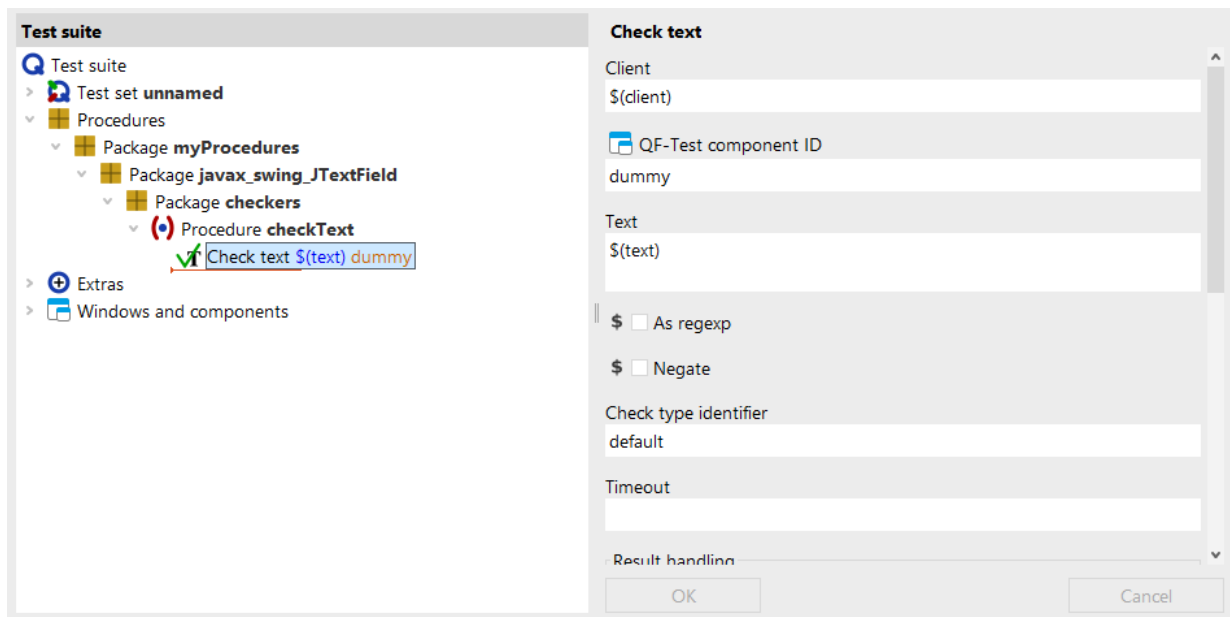 Test suite
Test suite
Test set unnamed
Procedures
Package myProcedures
Package javax_swing_JTextField
Package checkers
Procedure checkText
Check text $(text) dummy
Extras
Windows and components
Check text
Client
$(client)
QF-Test component ID
dummy
Text
$(text)
$ As regexp
$ Negate
Check type identifier
default
Timeout
Result handling
OK Cancel